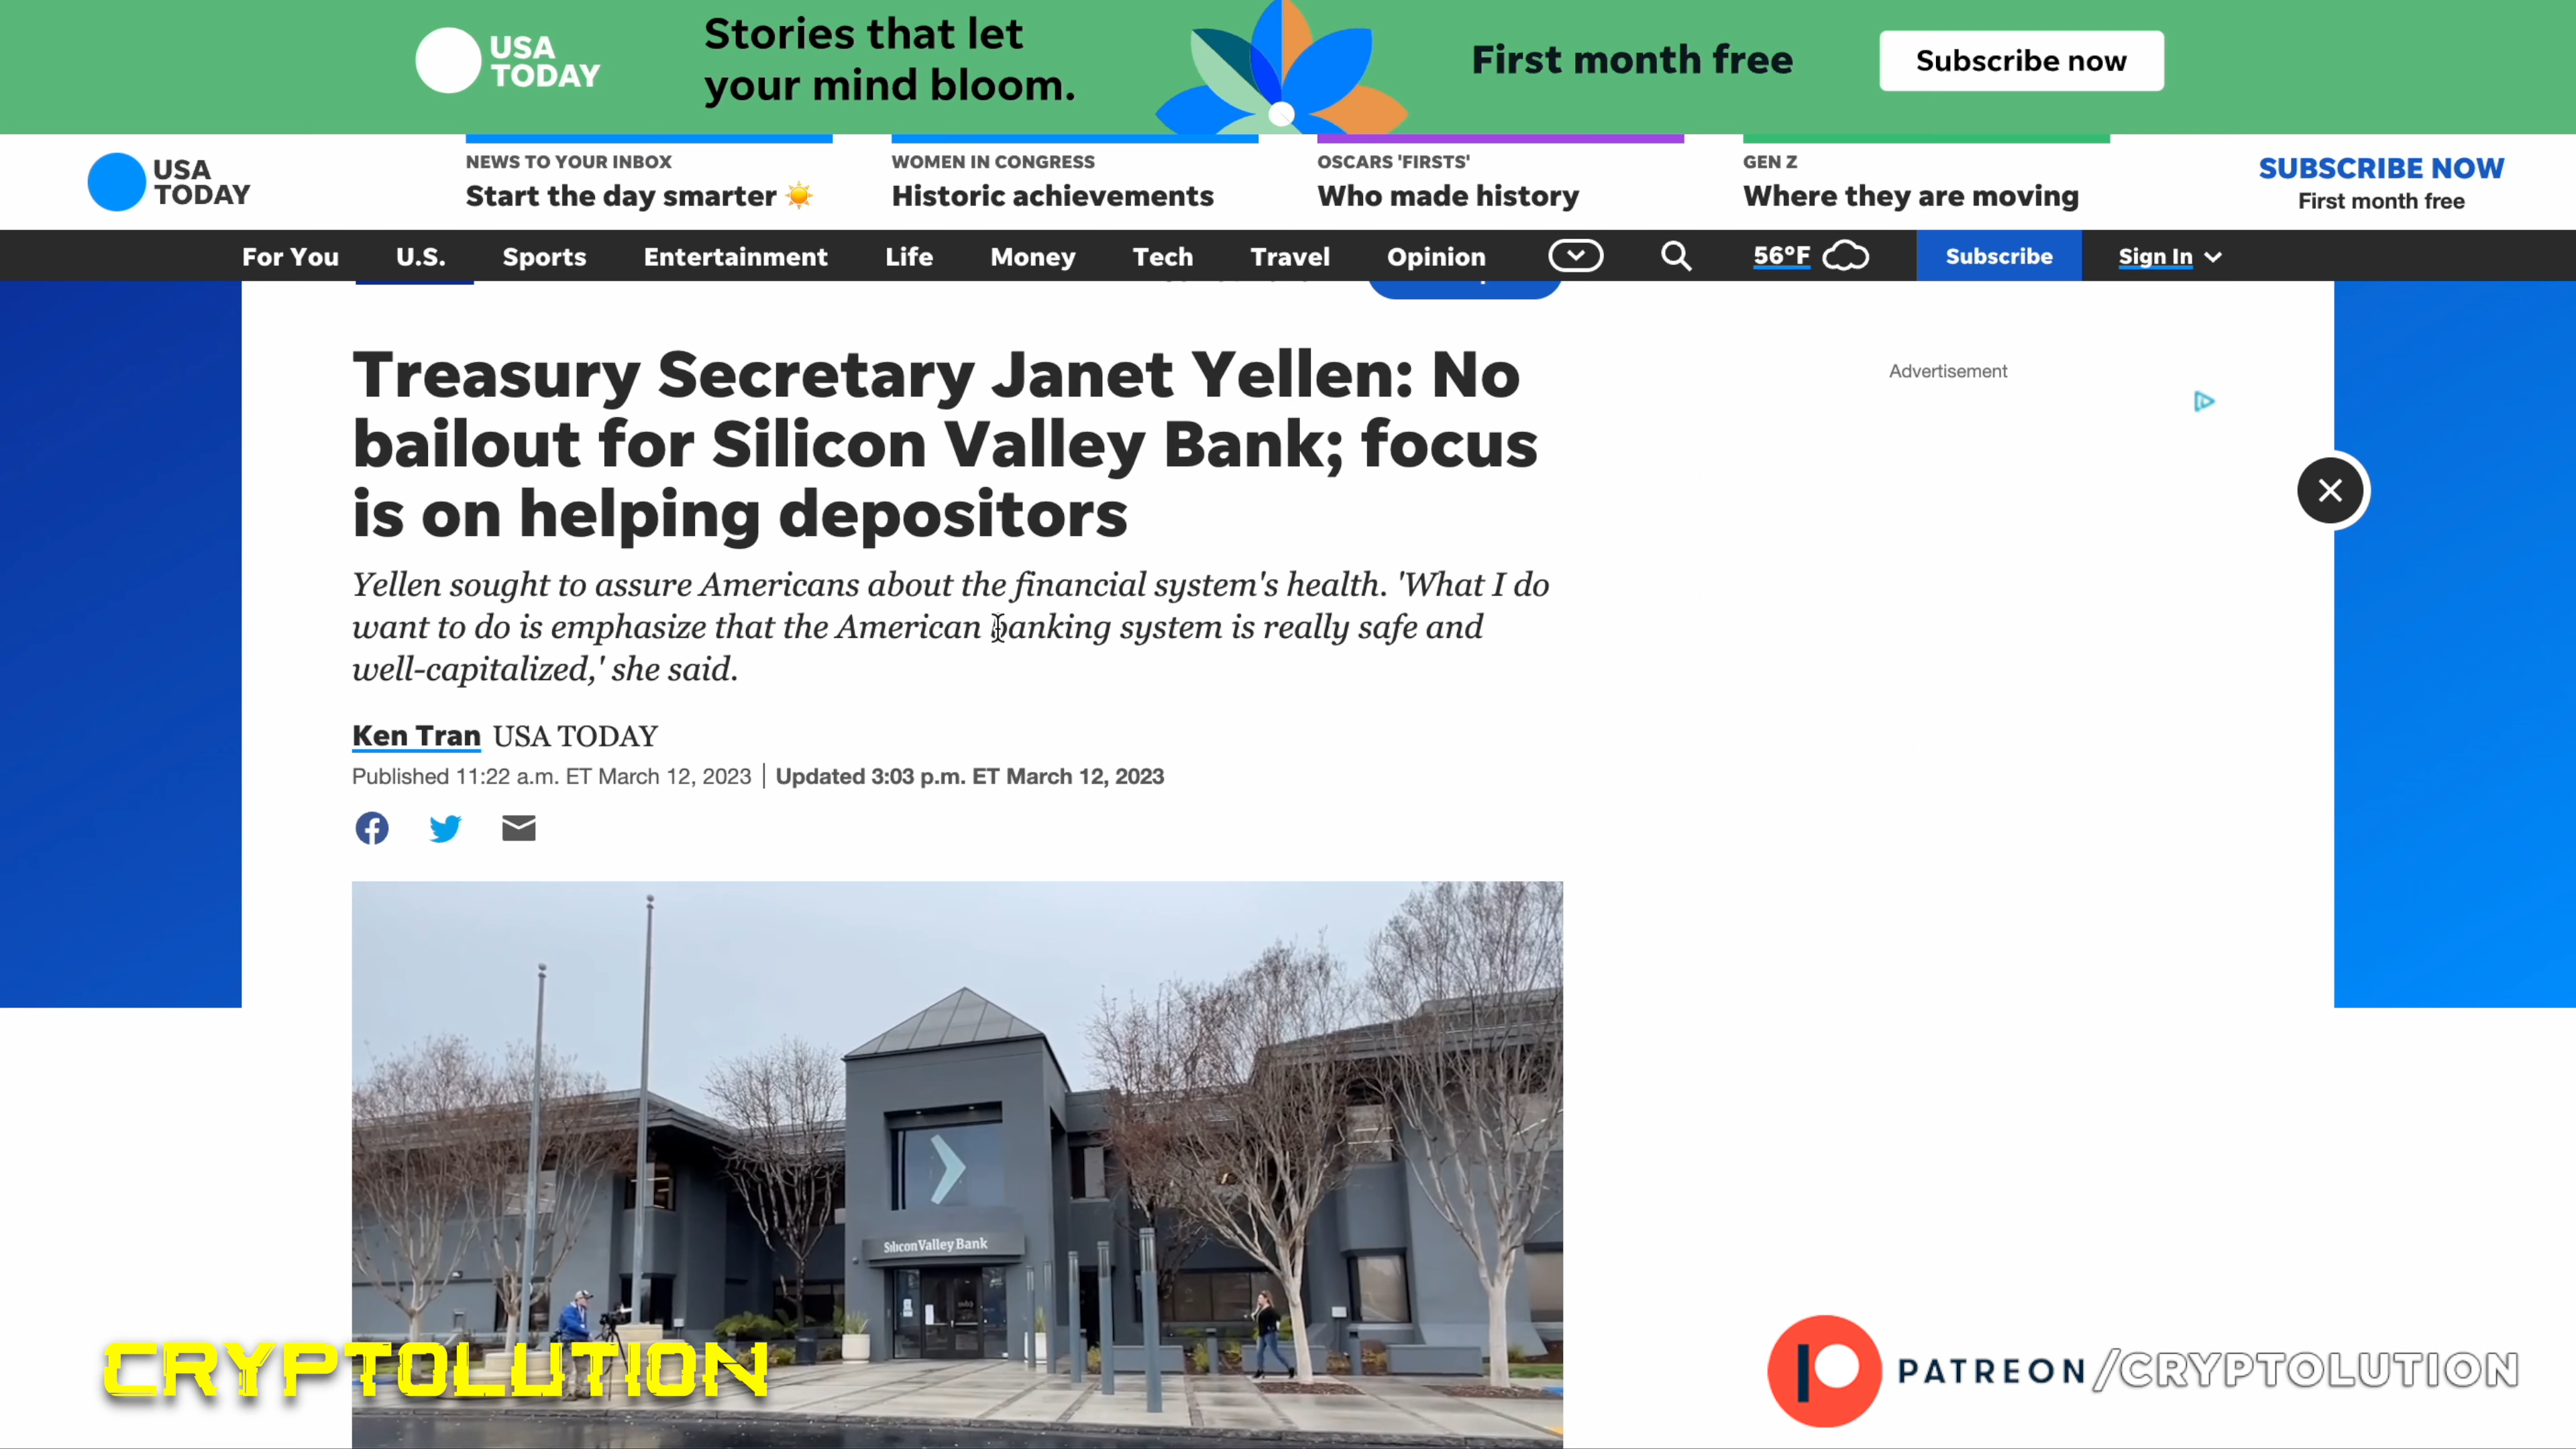 USA
TODAY
Stories that let
your mind bloom.
First month free
Subscribe now
USA
TODAY
NEWS TO YOUR INBOX
Start the day smarter
WOMEN IN CONGRESS
Historic achievements
OSCARS 'FIRSTS'
Who made history
GEN Z
Where they are moving
SUBSCRIBE NOW
First month free
For You U.S. Sports Entertainment Life Money Tech Travel Opinion 56°F Subscribe Sign In
Treasury Secretary Janet Yellen: No
bailout for Silicon Valley Bank; focus
is on helping depositors
Advertisement
Yellen sought to assure Americans about the financial system's health. 'What I do
want to do is emphasize that the American banking system is really safe and
well-capitalized,' she said.
Ken Tran USA TODAY
Published 11:22 a.m. ET March 12, 2023 | Updated 3:03 p.m. ET March 12, 2023
Silicon Valley Bank
CRYPTOLUTION
PATREON/CRYPTOLUTION